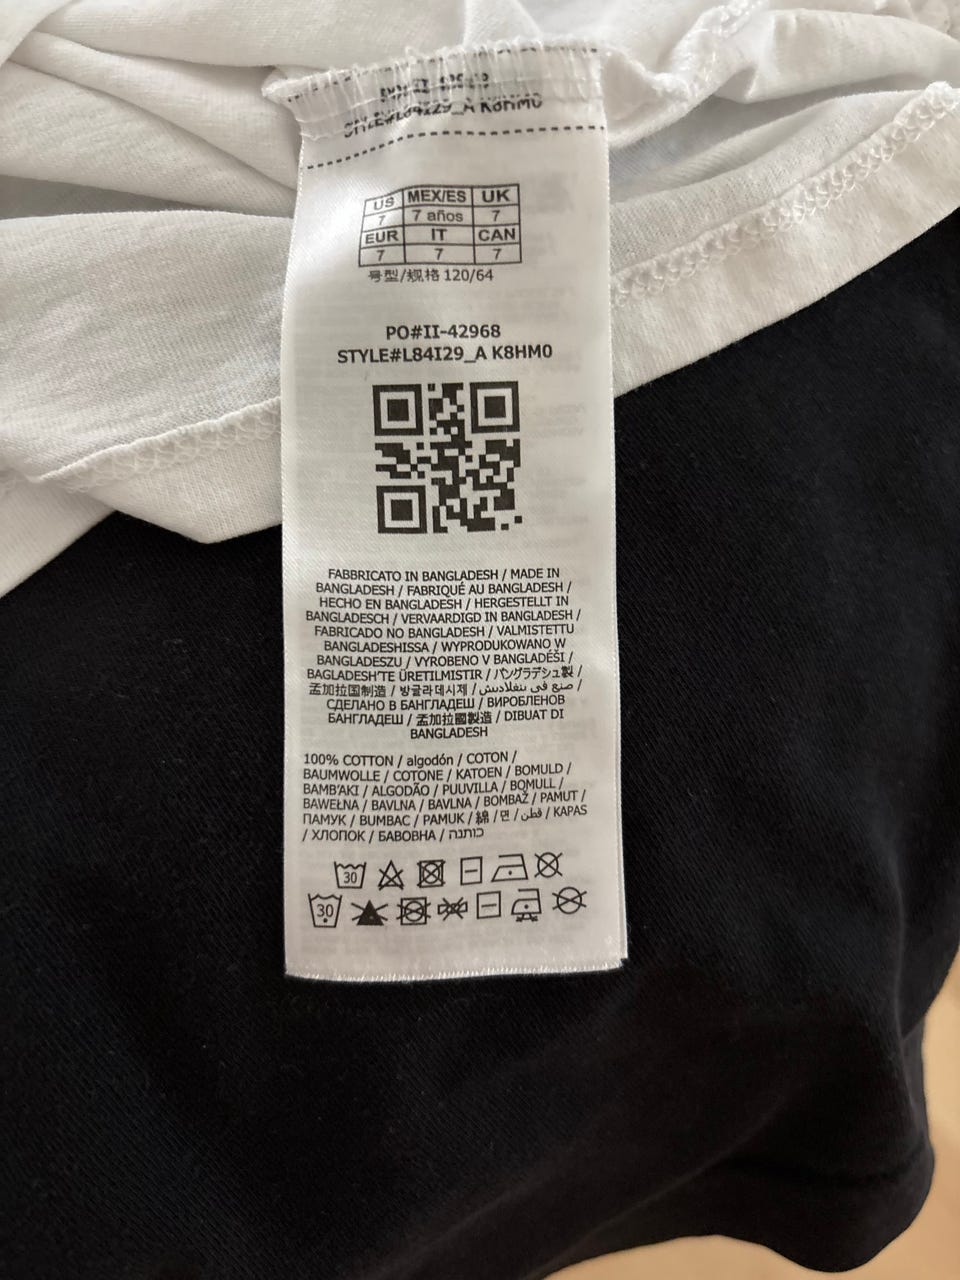 STYLE#L84I29_A K8HM0
US MEX/ES UK
7 7 años 7
EUR IT CAN
7 7 7
号型/规格 120/64
PO#II-42968
STYLE#L84I29_A K8HM0
FABBRICATO IN BANGLADESH / MADE IN
BANGLADESH / FABRIQUÉ AU BANGLADESH /
HECHO EN BANGLADESH / HERGESTELLT IN
BANGLADESCH / VERVAARDIGD IN BANGLADESH /
FABRICADO NO BANGLADESH / VALMISTETTU
BANGLADESHISSA / WYPRODUKOWANO W
BANGLADESZU / VYROBENO V BANGLADÉŠI /
BAGLADESH'TE ÜRETILMISTIR / バングラデシュ製 /
孟加拉国制造 / 방글라데시제 / صنع في بنغلاديش /
СДЕЛАНО В БАНГЛАДЕШ / ВИРОБЛЕНОВ
БАНГЛАДЕШ / 孟加拉國製造 / DIBUAT DI
BANGLADESH
100% COTTON / algodón / COTON /
BAUMWOLLE / COTONE / KATOEN / BOMULD /
BAMB'AKI / ALGODÃO / PUUVILLA / BOMULL /
BAWEŁNA / BAVLNA / BAVLNA / BOMBAŽ / PAMUT /
ПАМУК / BUMBAC / PAMUK / 綿 / 면 / قطن / KAPAS
/ ХЛОПОК / БАВОВНА / כותנה
30
30